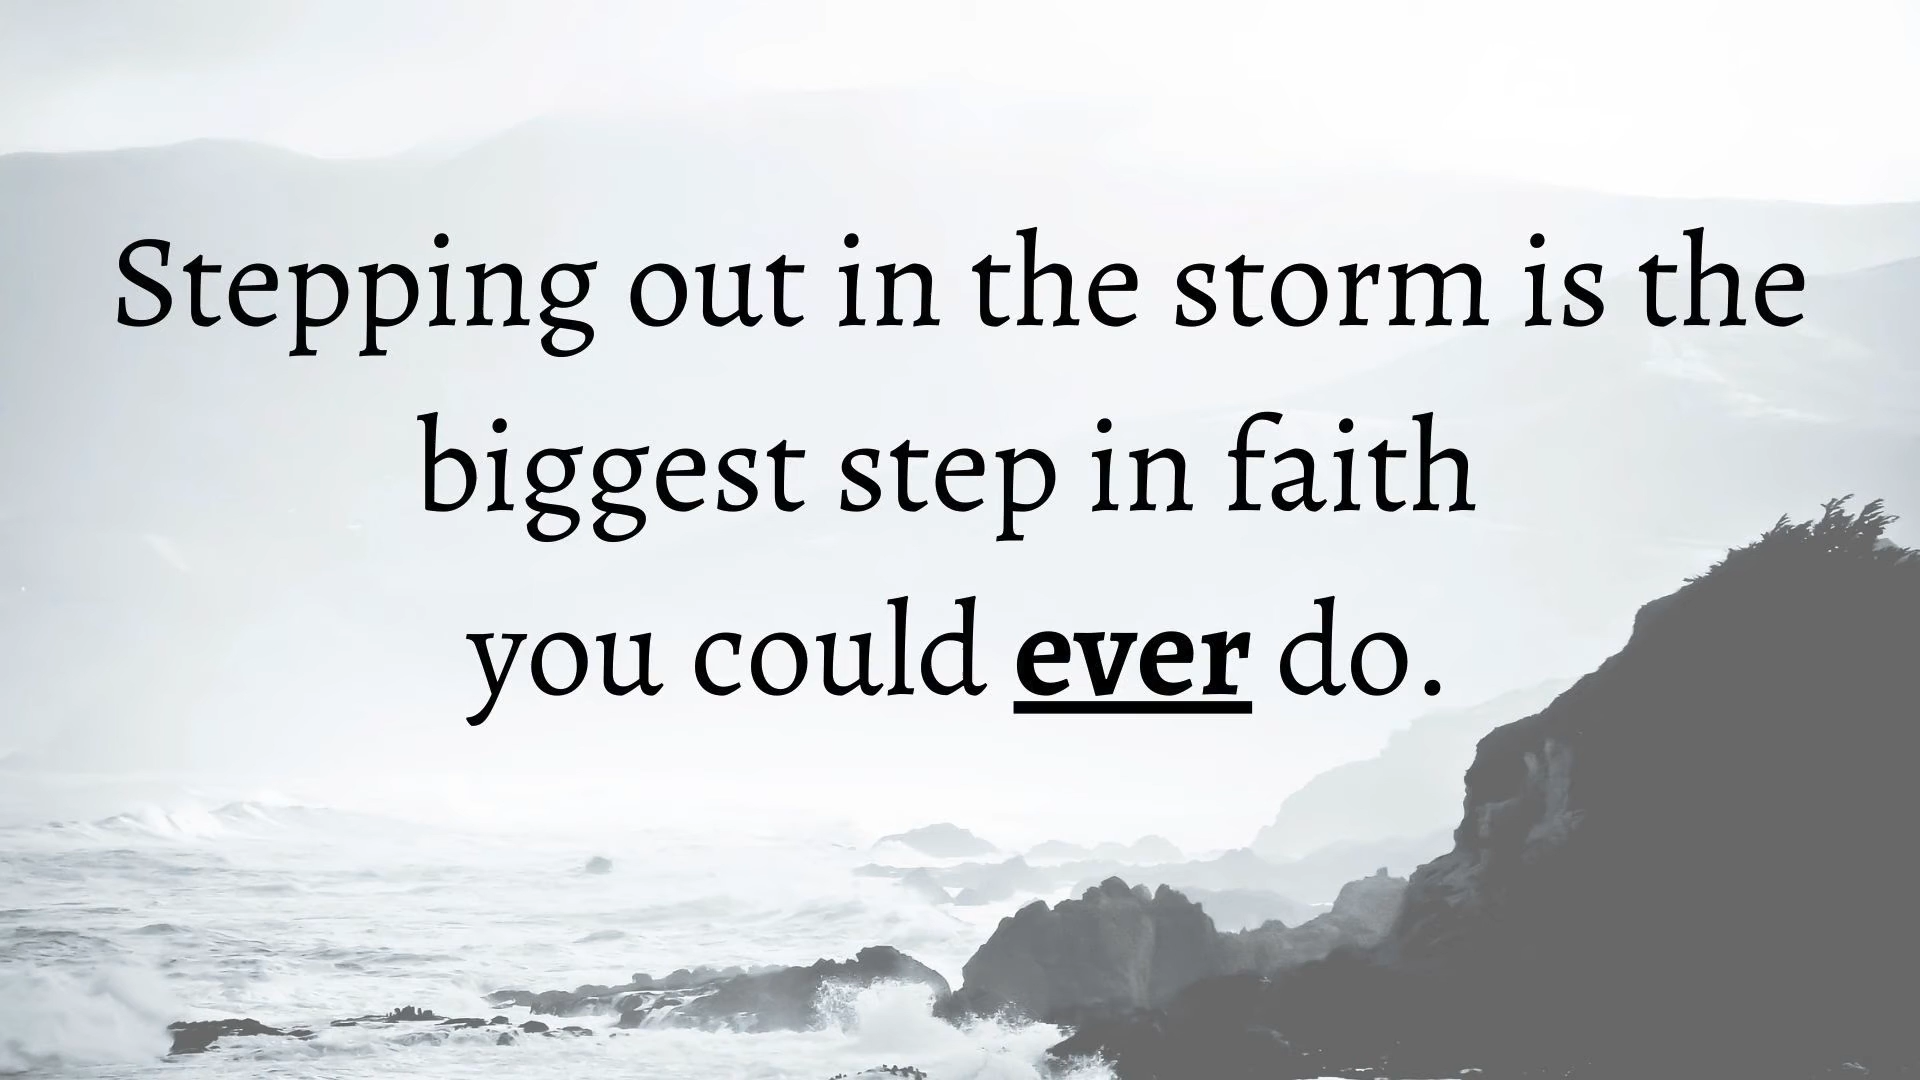 Stepping out in the storm is the
biggest step in faith
you could ever do.